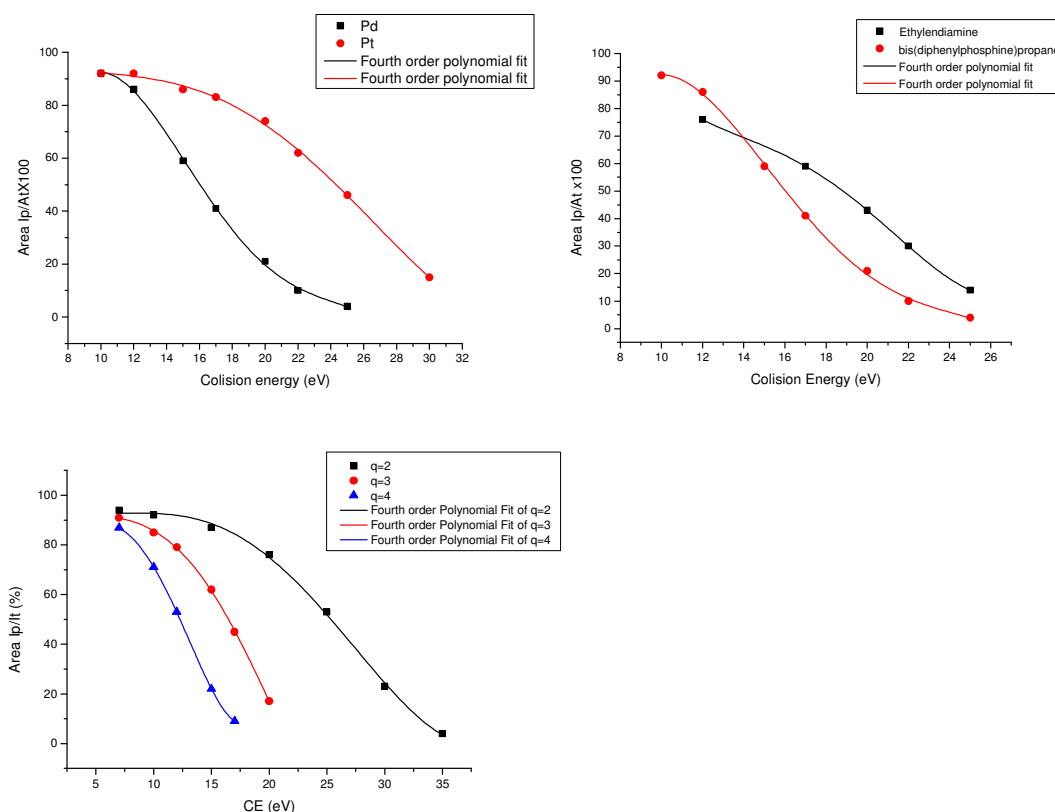 Pd
Pt
Fourth order polynomial fit
Fourth order polynomial fit
100
80
60
40
20
0
Area Ip/AtX100
8 10 12 14 16 18 20 22 24 26 28 30 32
Colision energy (eV)
Ethylendiamine
bis(diphenylphosphine)propane
Fourth order polynomial fit
Fourth order polynomial fit
100
90
80
70
60
50
40
30
20
10
0
Area Ip/At x100
8 10 12 14 16 18 20 22 24 26
Colision Energy (eV)
q=2
q=3
q=4
Fourth order Polynomial Fit of q=2
Fourth order Polynomial Fit of q=3
Fourth order Polynomial Fit of q=4
100
80
60
40
20
0
Area Ip/It (%)
5 10 15 20 25 30 35
CE (eV)